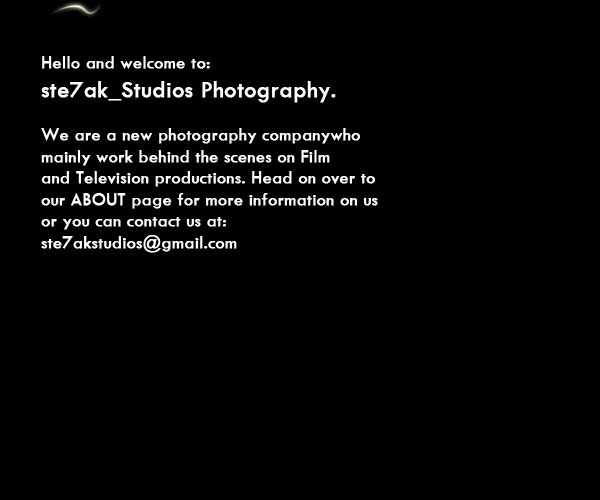 Hello and welcome to:
ste7ak_Studios Photography.
We are a new photography companywho
mainly work behind the scenes on Film
and Television productions. Head on over to
our ABOUT page for more information on us
or you can contact us at:
ste7akstudios@gmail.com